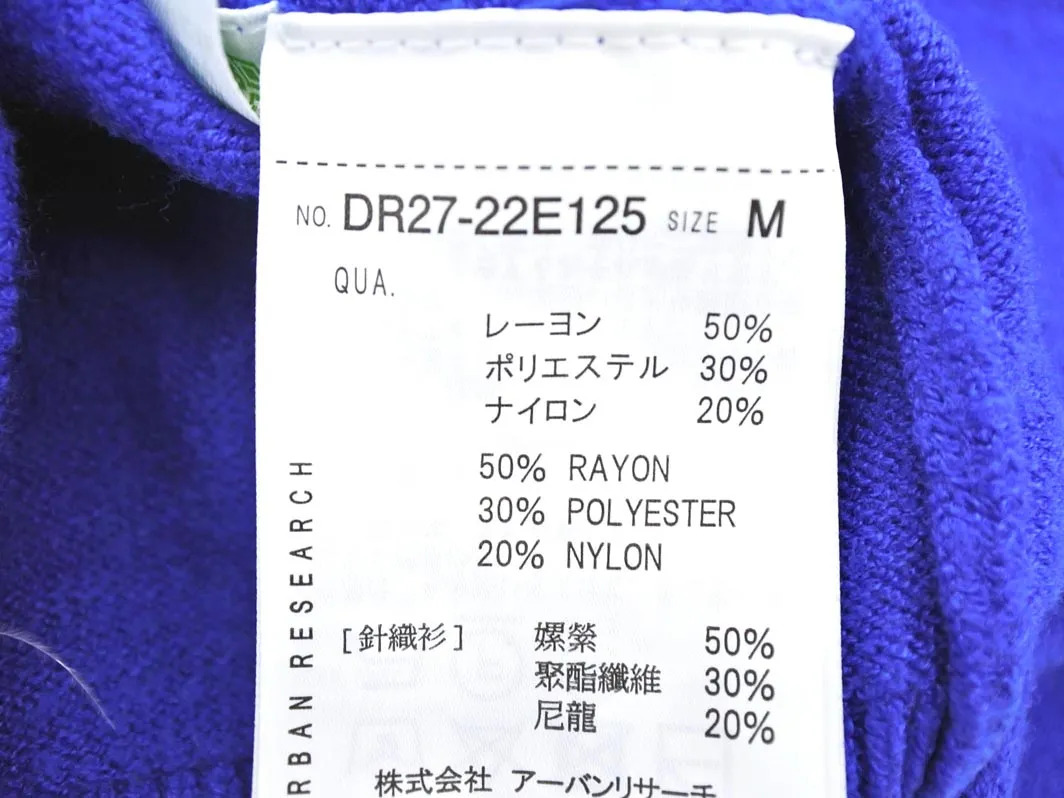 NO. DR27-22E125 SIZE M
QUA.
レーヨン 50%
ポリエステル 30%
ナイロン 20%
50% RAYON
30% POLYESTER
20% NYLON
[針織衫] 嫘縈 50%
聚酯纖維 30%
尼龍 20%
株式会社 アーバンリサーチ
RBAN RESEARCH